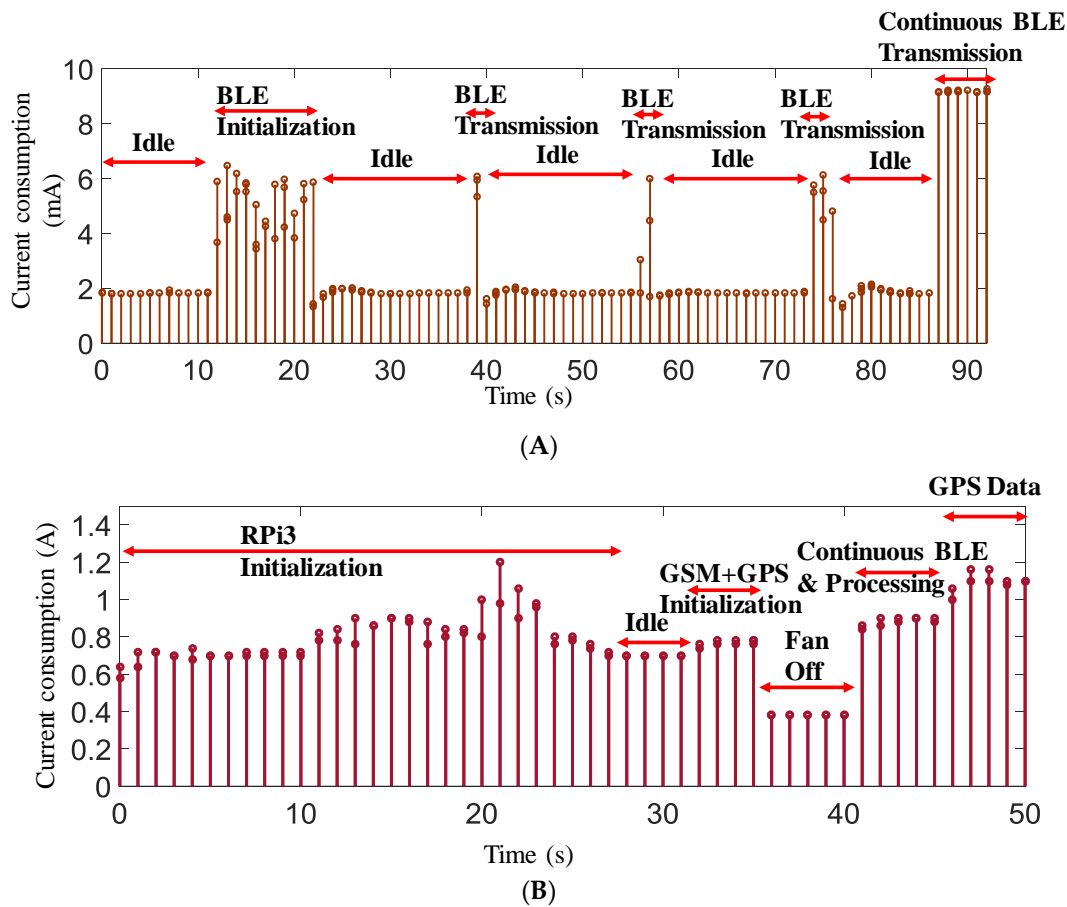 Continuous BLE
Transmission
BLE
Initialization
BLE
Transmission
BLE
Transmission
BLE
Transmission
Idle
Idle
Idle
Idle
Idle
Current consumption
(mA)
10
8
6
4
2
0
0 10 20 30 40 50 60 70 80 90
Time (s)
(A)
GPS Data
RPi3
Initialization
Continuous BLE
& Processing
GSM+GPS
Initialization
Idle
Fan
Off
Current consumption (A)
1.4
1.2
1
0.8
0.6
0.4
0.2
0
0 10 20 30 40 50
Time (s)
(B)